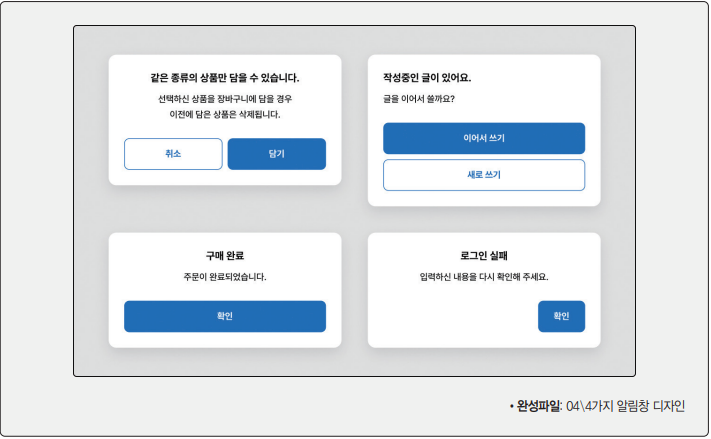 같은 종류의 상품만 담을 수 있습니다.
선택하신 상품을 장바구니에 담을 경우
이전에 담은 상품은 삭제됩니다.
취소
담기
작성중인 글이 있어요.
글을 이어서 쓸까요?
이어서 쓰기
새로 쓰기
구매 완료
주문이 완료되었습니다.
확인
로그인 실패
입력하신 내용을 다시 확인해 주세요.
확인
• 완성파일: 04\4가지 알림창 디자인